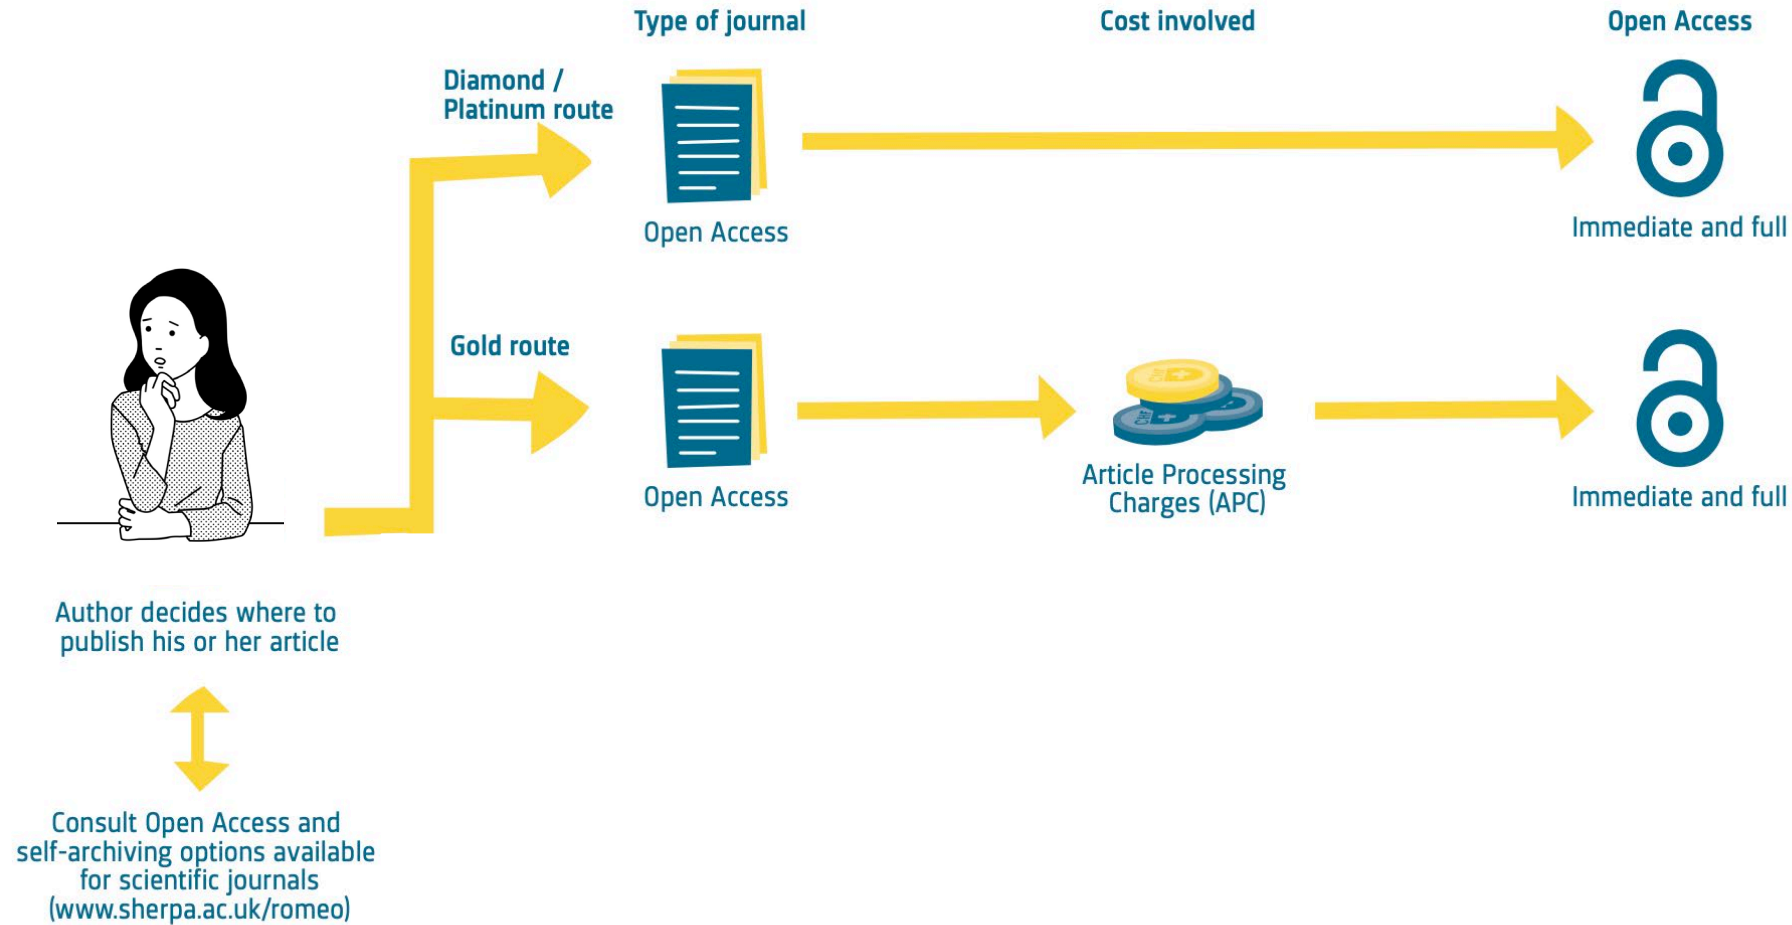 Type of journal
Cost involved
Open Access
Diamond /
Platinum route
Open Access
Immediate and full
Gold route
Open Access
Article Processing
Charges (APC)
Immediate and full
Author decides where to
publish his or her article
Consult Open Access and
self-archiving options available
for scientific journals
(www.sherpa.ac.uk/romeo)